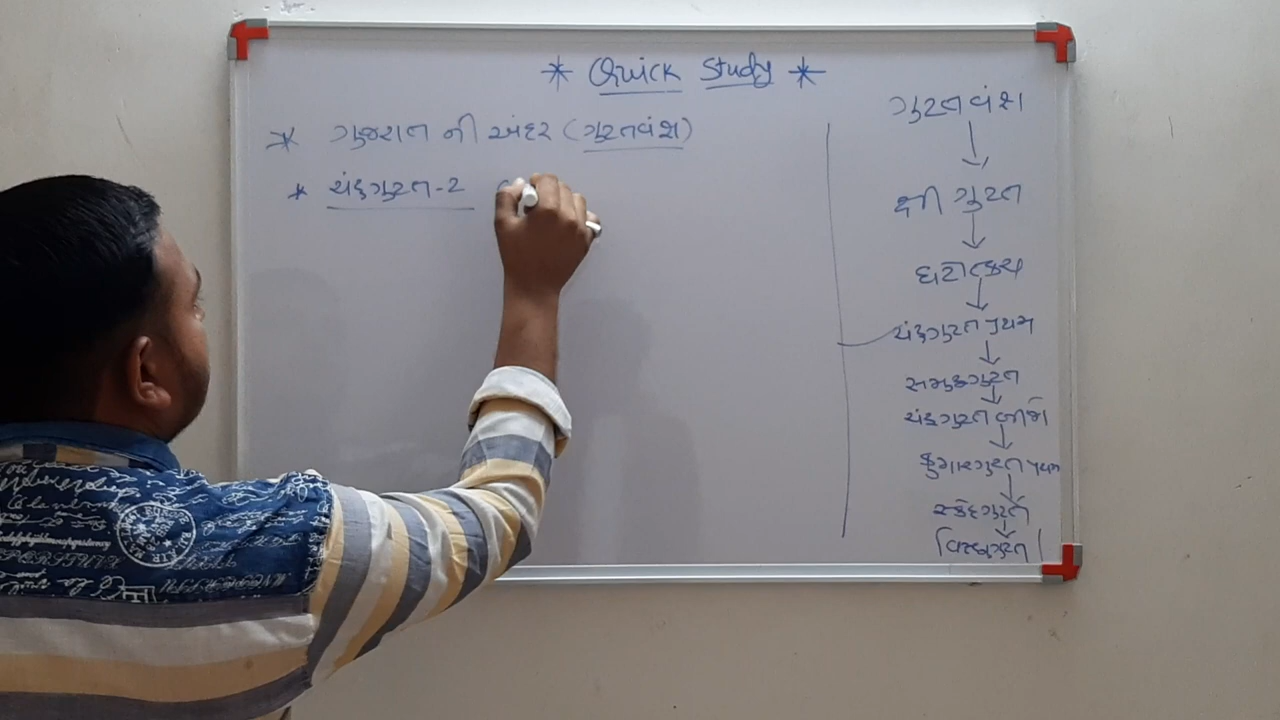 * Quick Study *
* ગુજરાત ની અંદર (ગુપ્તવંશ)
* ચંદ્રગુપ્ત-2
ગુપ્તવંશ
શ્રી ગુપ્ત
ઘટોત્કચ
ચંદ્રગુપ્ત પ્રથમ
સમુદ્રગુપ્ત
ચંદ્રગુપ્ત
કુમારગુપ્ત પ્રથમ
સ્કંદગુપ્ત
વિષ્ણુગુપ્ત